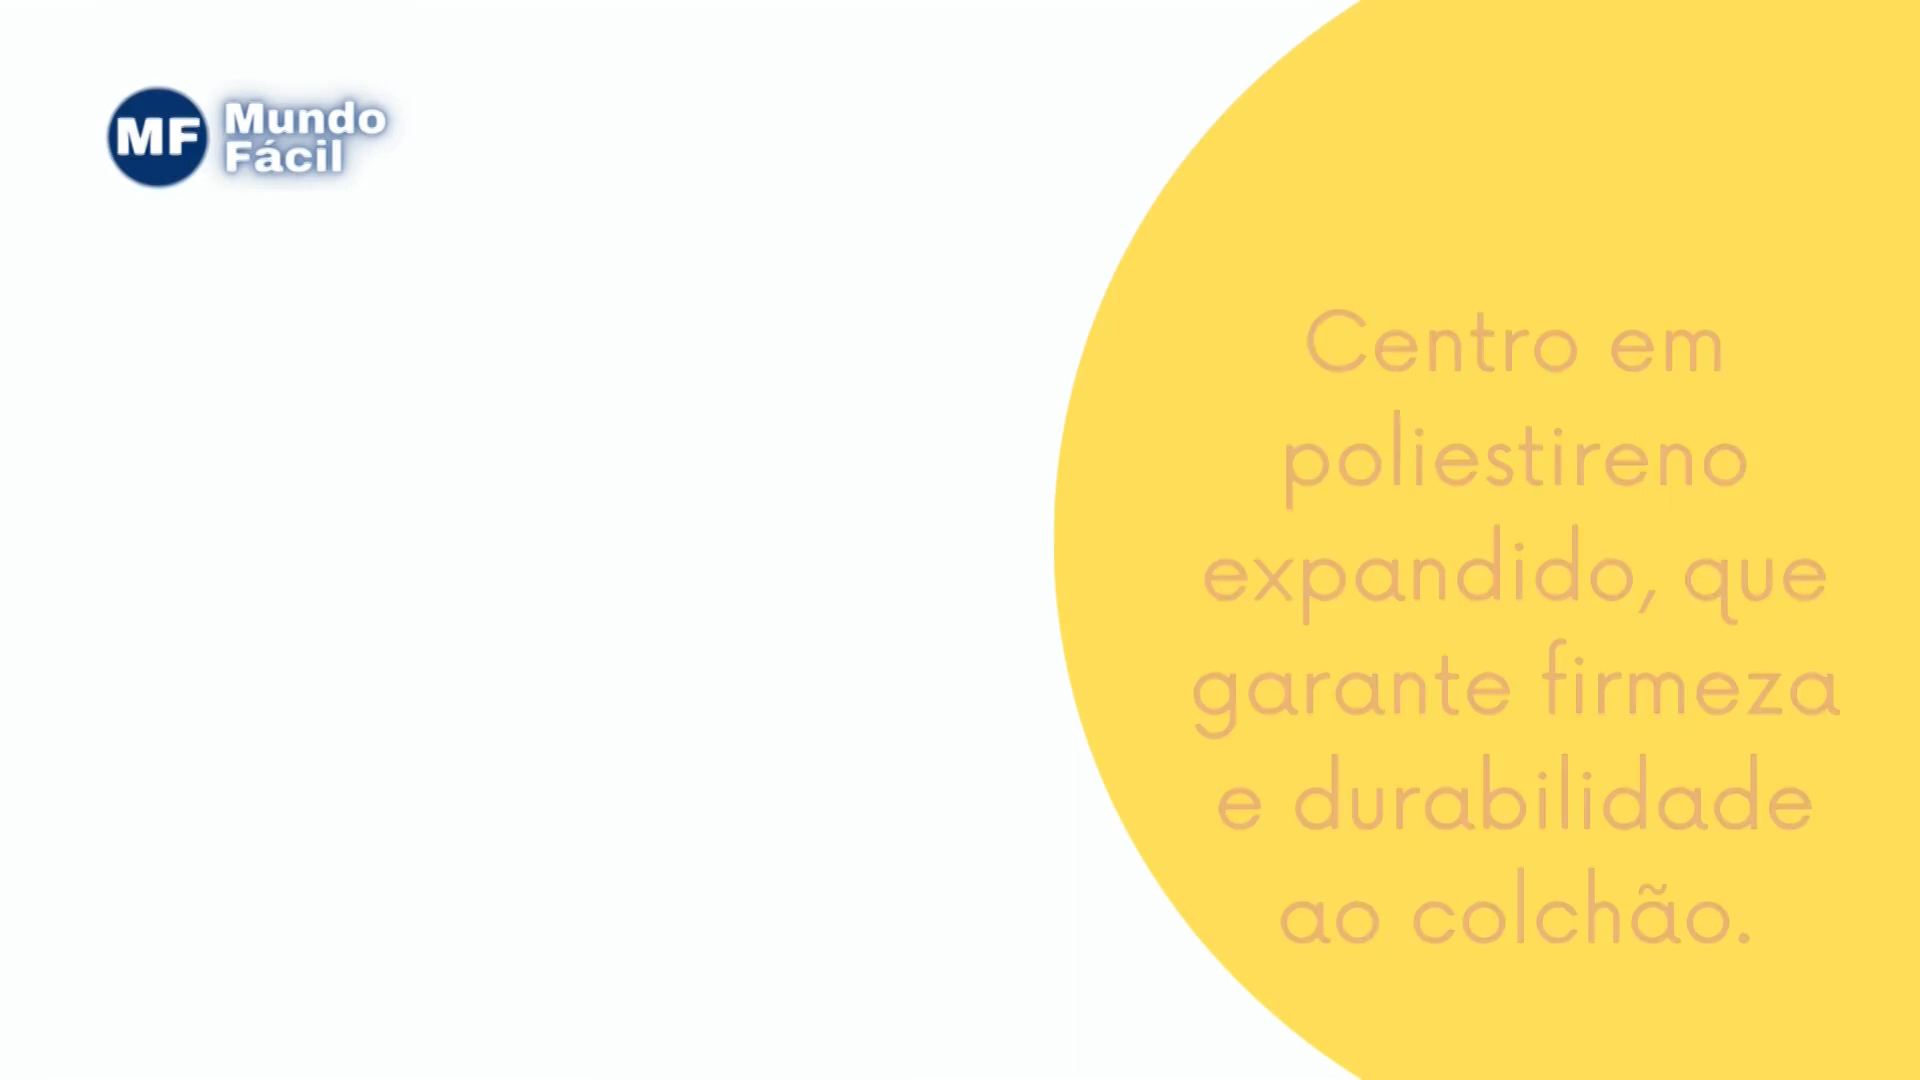 MF Mundo
Fácil
Centro em
poliestireno
expandido, que
garante firmeza
e durabilidade
ao colchão.